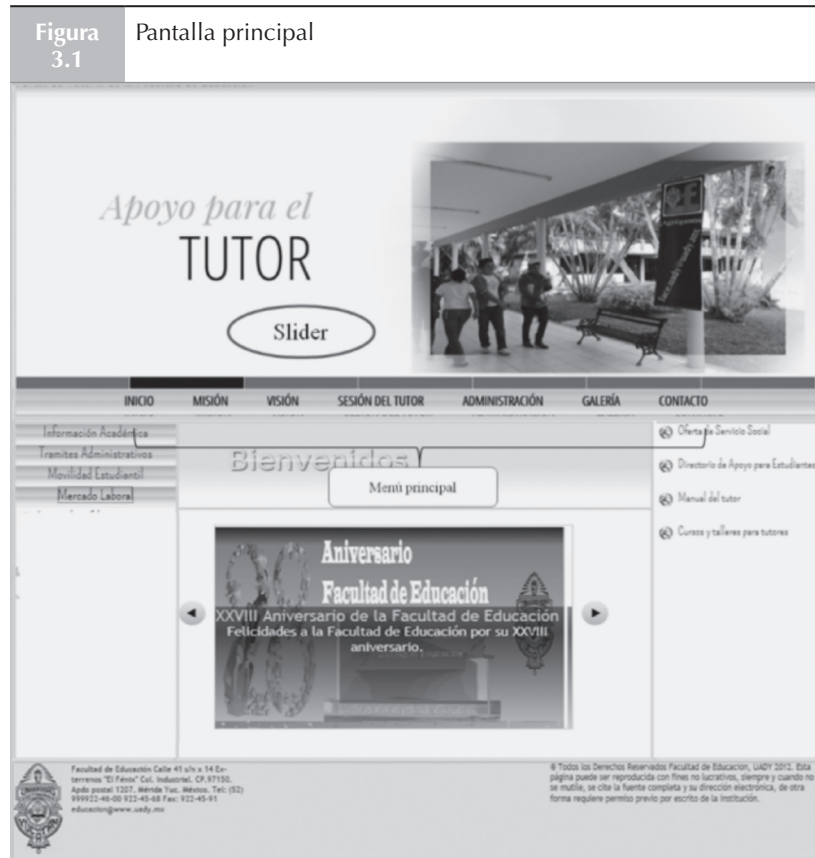 Figura
3.1
Pantalla principal
Apoyo para el
TUTOR
Slider
INICIO MISIÓN VISIÓN SESIÓN DEL TUTOR ADMINISTRACIÓN GALERÍA CONTACTO
Información Académica
Tramites Administrativos
Movilidad Estudiantil
Mercado Laboral
Bienvenidos
Menú principal
Oferta de Servicio Social
Directorio de Apoyo para Estudiantes
Manual del tutor
Cursos y talleres para tutores
Aniversario
Facultad de Educación
XXVIII Aniversario de la Facultad de Educación
Felicidades a la Facultad de Educación por su XXVIII
aniversario.
Facultad de Educación Calle 41 s/n x 14 Ex-
terrenos "El Fénix" Col. Industrial. CP.97150.
Apdo postal 1207. Mérida Yuc. México. Tel: (52)
999922-46-00 922-45-68 Fax: 922-45-91
educacion@www.uady.mx
© Todos los Derechos Reservados Facultad de Educacion, UADY 2012. Esta
página puede ser reproducida con fines no lucrativos, siempre y cuando no
se mutile, se cite la fuente completa y su dirección electrónica, de otra
forma requiere permiso previo por escrito de la institución.